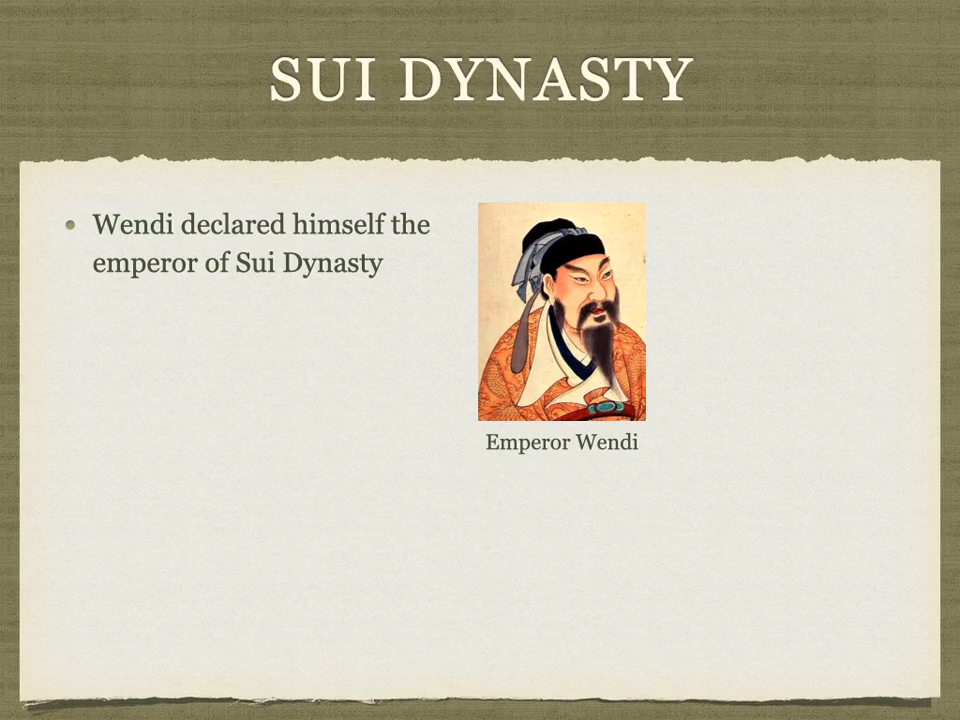 SUI DYNASTY
• Wendi declared himself the
emperor of Sui Dynasty
Emperor Wendi